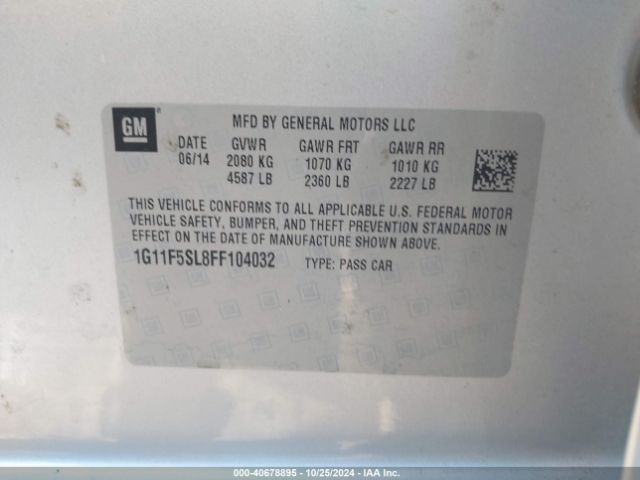 GM
MFD BY GENERAL MOTORS LLC
DATE GVWR GAWR FRT GAWR RR
06/14 2080 KG 1070 KG 1010 KG
4587 LB 2360 LB 2227 LB
THIS VEHICLE CONFORMS TO ALL APPLICABLE U.S. FEDERAL MOTOR
VEHICLE SAFETY, BUMPER, AND THEFT PREVENTION STANDARDS IN
EFFECT ON THE DATE OF MANUFACTURE SHOWN ABOVE.
1G11F5SL8FF104032 TYPE: PASS CAR
000-40678895 - 10/25/2024 - IAA Inc.